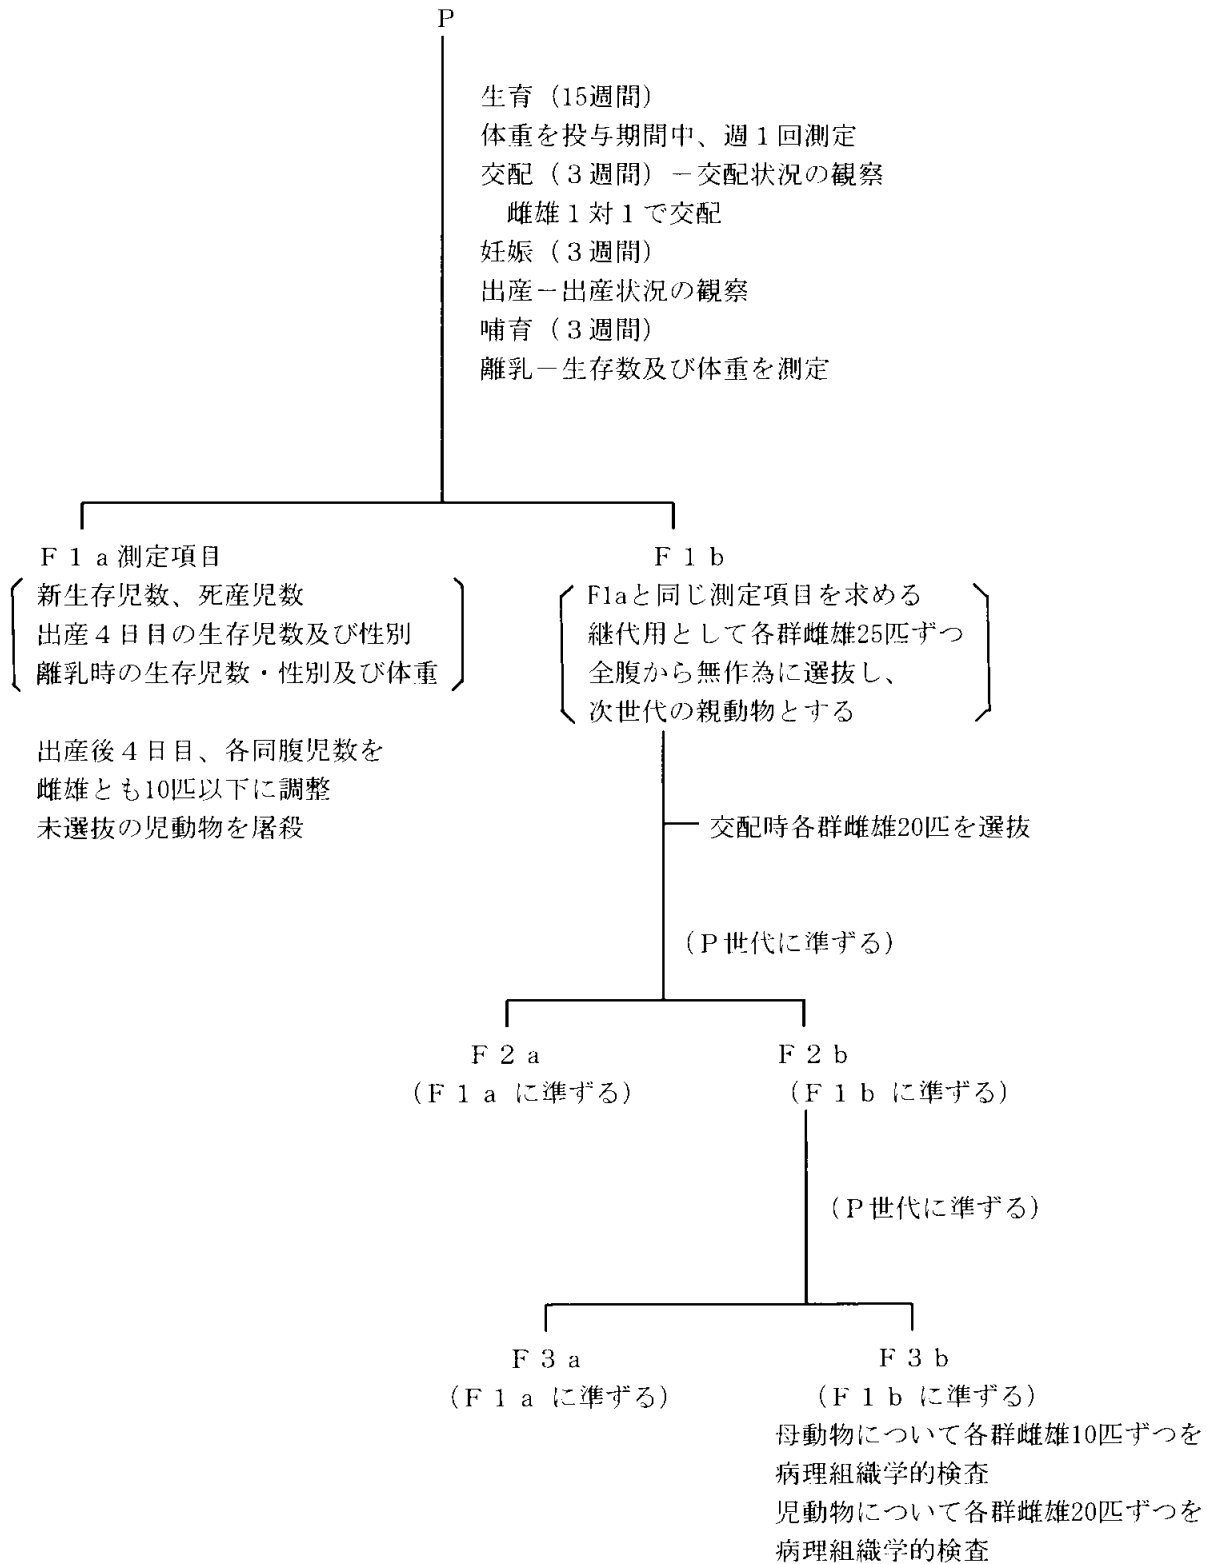 P
生育（15週間）
体重を投与期間中、週１回測定
交配（３週間）－交配状況の観察
雌雄１対１で交配
妊娠（３週間）
出産－出産状況の観察
哺育（３週間）
離乳－生存数及び体重を測定
Ｆ１ａ測定項目
新生存児数、死産児数
出産４日目の生存児数及び性別
離乳時の生存児数・性別及び体重
出産後４日目、各同腹児数を
雌雄とも10匹以下に調整
未選抜の児動物を屠殺
Ｆ１ｂ
F1aと同じ測定項目を求める
継代用として各群雌雄25匹ずつ
全腹から無作為に選抜し、
次世代の親動物とする
交配時各群雌雄20匹を選抜
（Ｐ世代に準ずる）
Ｆ２ａ
（Ｆ１ａに準ずる）
Ｆ２ｂ
（Ｆ１ｂに準ずる）
（Ｐ世代に準ずる）
Ｆ３ａ
（Ｆ１ａに準ずる）
Ｆ３ｂ
（Ｆ１ｂに準ずる）
母動物について各群雌雄10匹ずつを
病理組織学的検査
児動物について各群雌雄20匹ずつを
病理組織学的検査